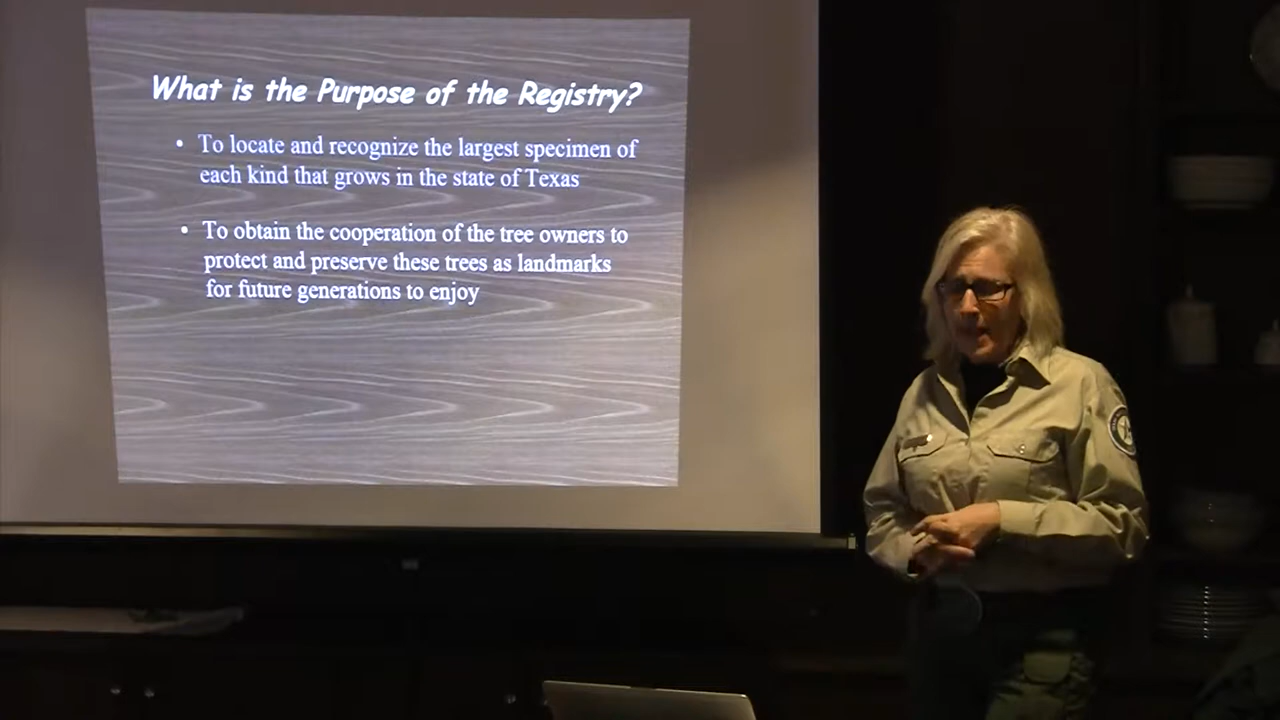 What is the Purpose of the Registry?
• To locate and recognize the largest specimen of
each kind that grows in the state of Texas
• To obtain the cooperation of the tree owners to
protect and preserve these trees as landmarks
for future generations to enjoy